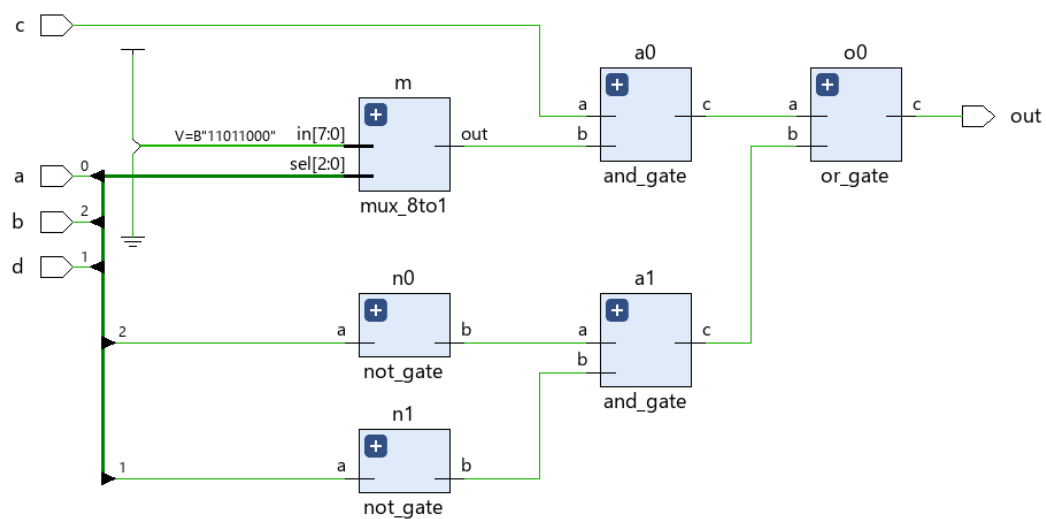 c
a0
o0
m
a
c
a
c
out
V=B"11011000"
in[7:0]
out
b
b
a
0
sel[2:0]
and_gate
or_gate
b
2
mux_8to1
d
1
n0
a1
2
a
b
a
c
b
not_gate
and_gate
n1
1
a
b
not_gate